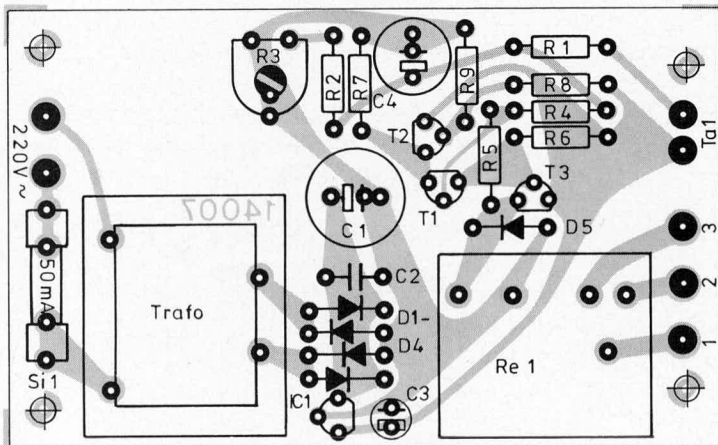 R3
R2
R7
C4
R9
R1
R8
R4
R6
R5
T2
T1
T3
Ta1
220V~
14007
C1
D5
3
2
1
50mA
Si1
Trafo
C2
D1-
D4
Re 1
IC1
C3